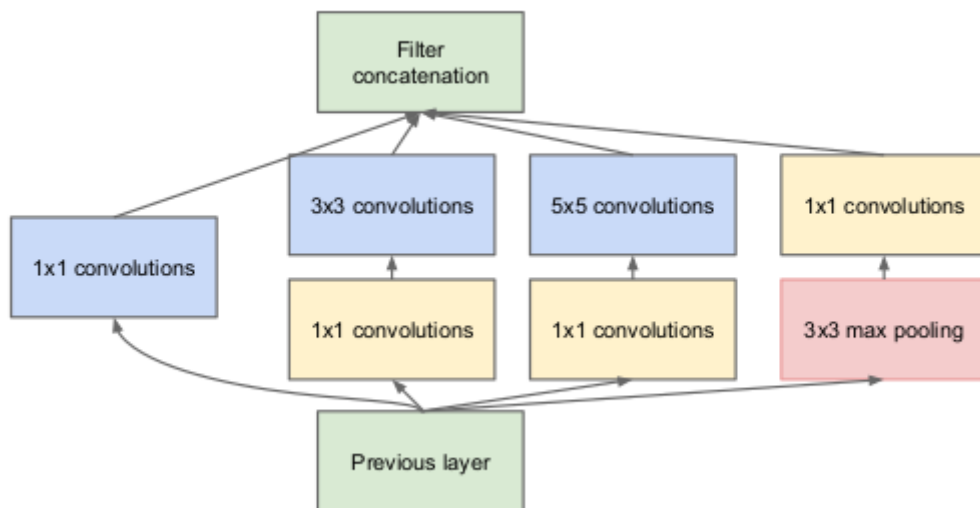 Filter
concatenation
3x3 convolutions
5x5 convolutions
1x1 convolutions
1x1 convolutions
1x1 convolutions
1x1 convolutions
3x3 max pooling
Previous layer